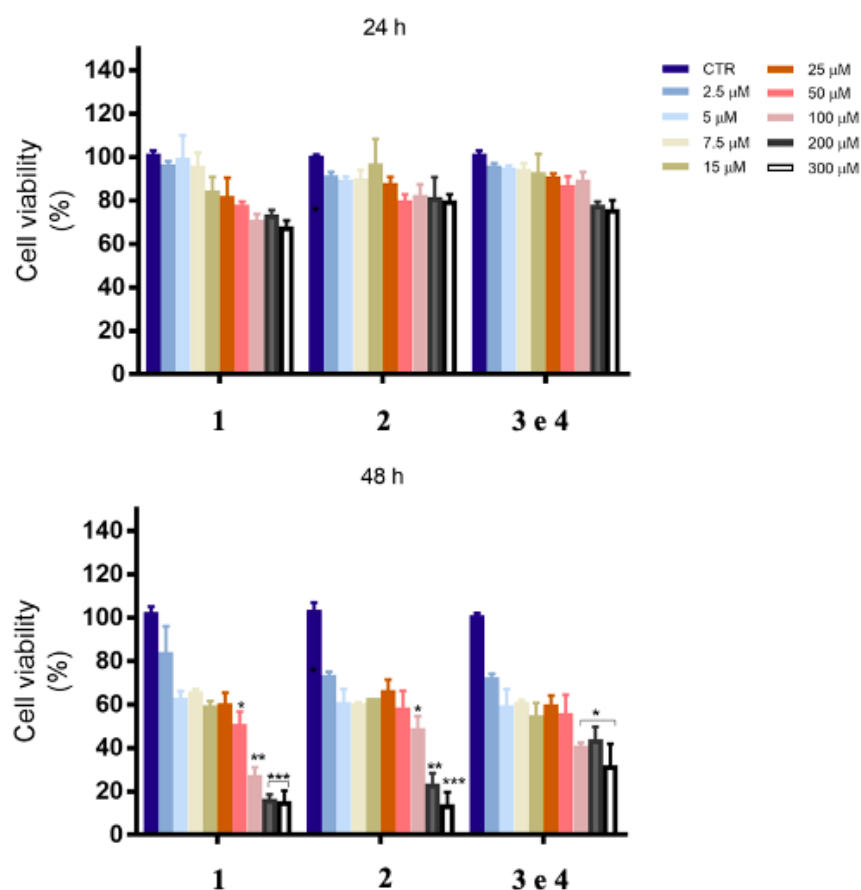 24 h
140
120
100
80
60
40
20
0
Cell viability
(%)
1 2 3 e 4
CTR
2.5 μM
5 μM
7.5 μM
15 μM
25 μM
50 μM
100 μM
200 μM
300 μM
48 h
140
120
100
80
60
40
20
0
Cell viability
(%)
*
**
***
*
**
***
*
1 2 3 e 4